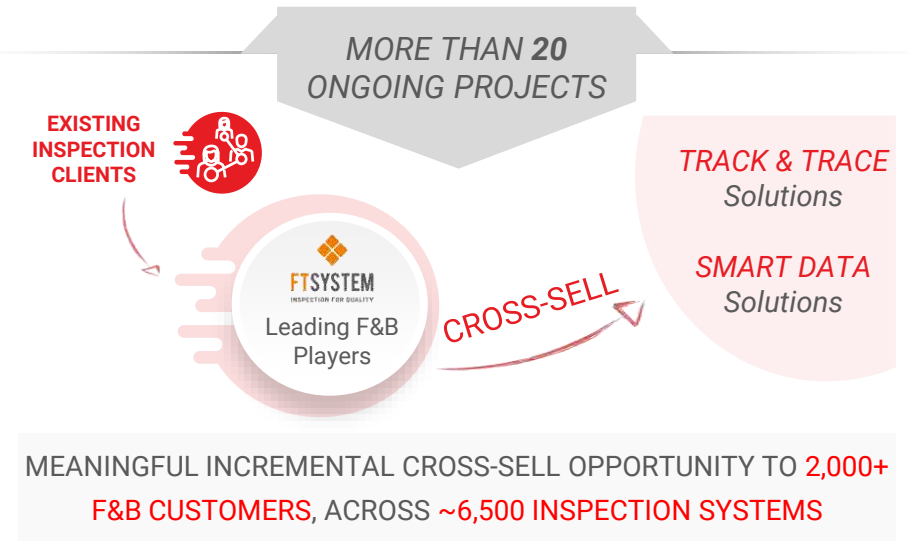 MORE THAN 20
ONGOING PROJECTS
EXISTING
INSPECTION
CLIENTS
FTSYSTEM
INSPECTION FOR QUALITY
Leading F&B
Players
CROSS-SELL
TRACK & TRACE
Solutions
SMART DATA
Solutions
MEANINGFUL INCREMENTAL CROSS-SELL OPPORTUNITY TO 2,000+
F&B CUSTOMERS, ACROSS ~6,500 INSPECTION SYSTEMS